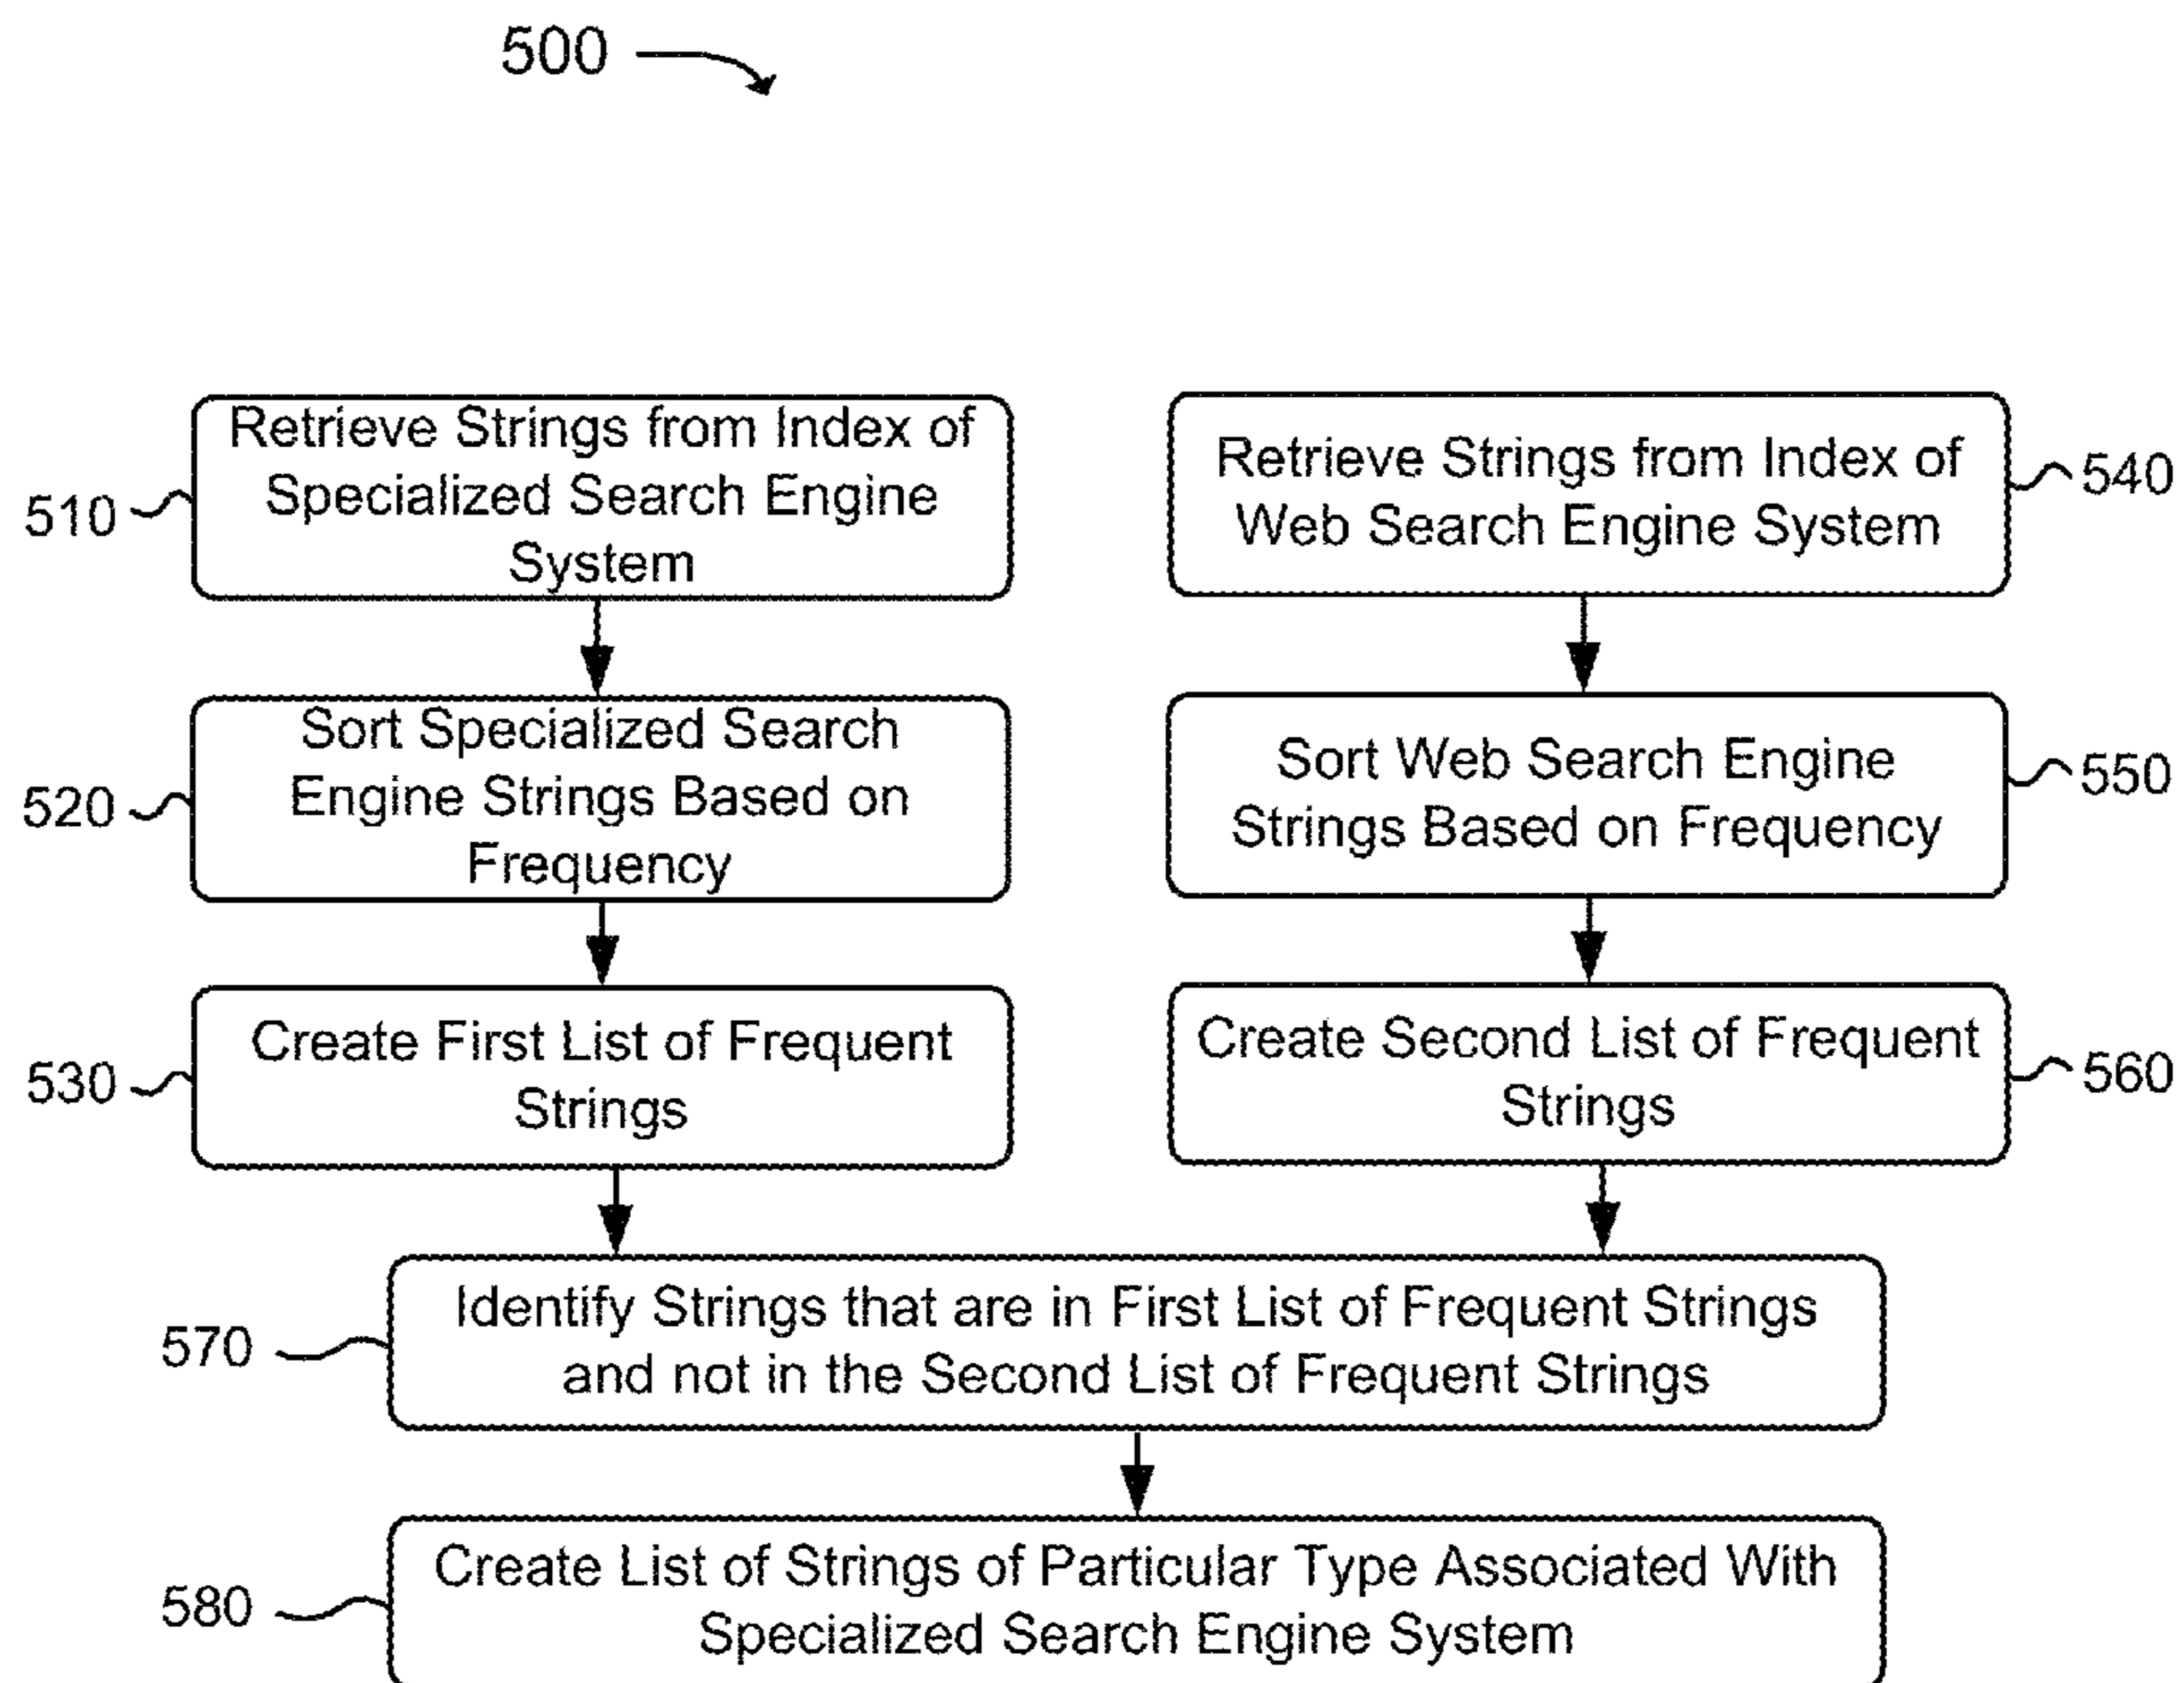 500
Retrieve Strings from Index of
Specialized Search Engine
System
510
Retrieve Strings from Index of
Web Search Engine System
540
Sort Specialized Search
Engine Strings Based on
Frequency
520
Sort Web Search Engine
Strings Based on Frequency
550
Create First List of Frequent
Strings
530
Create Second List of Frequent
Strings
560
Identify Strings that are in First List of Frequent Strings
and not in the Second List of Frequent Strings
570
Create List of Strings of Particular Type Associated With
Specialized Search Engine System
580